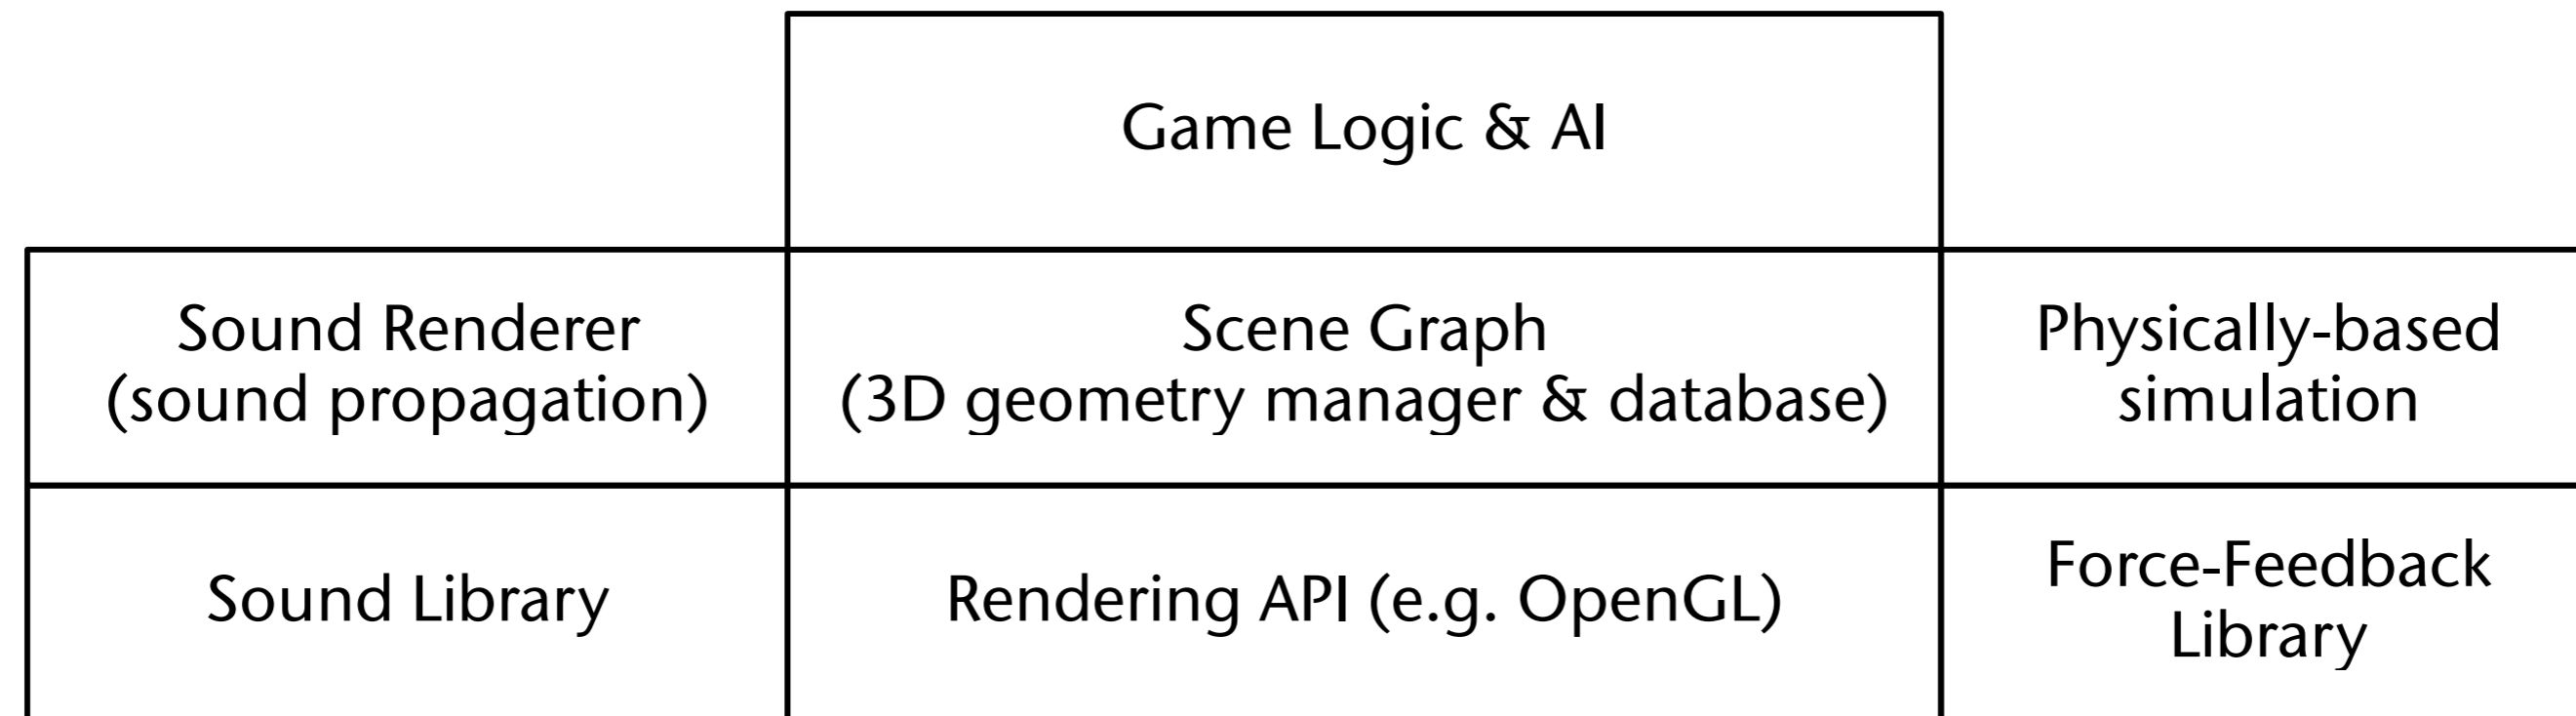 Game Logic & AI
Sound Renderer
(sound propagation)
Scene Graph
(3D geometry manager & database)
Physically-based
simulation
Sound Library
Rendering API (e.g. OpenGL)
Force-Feedback
Library